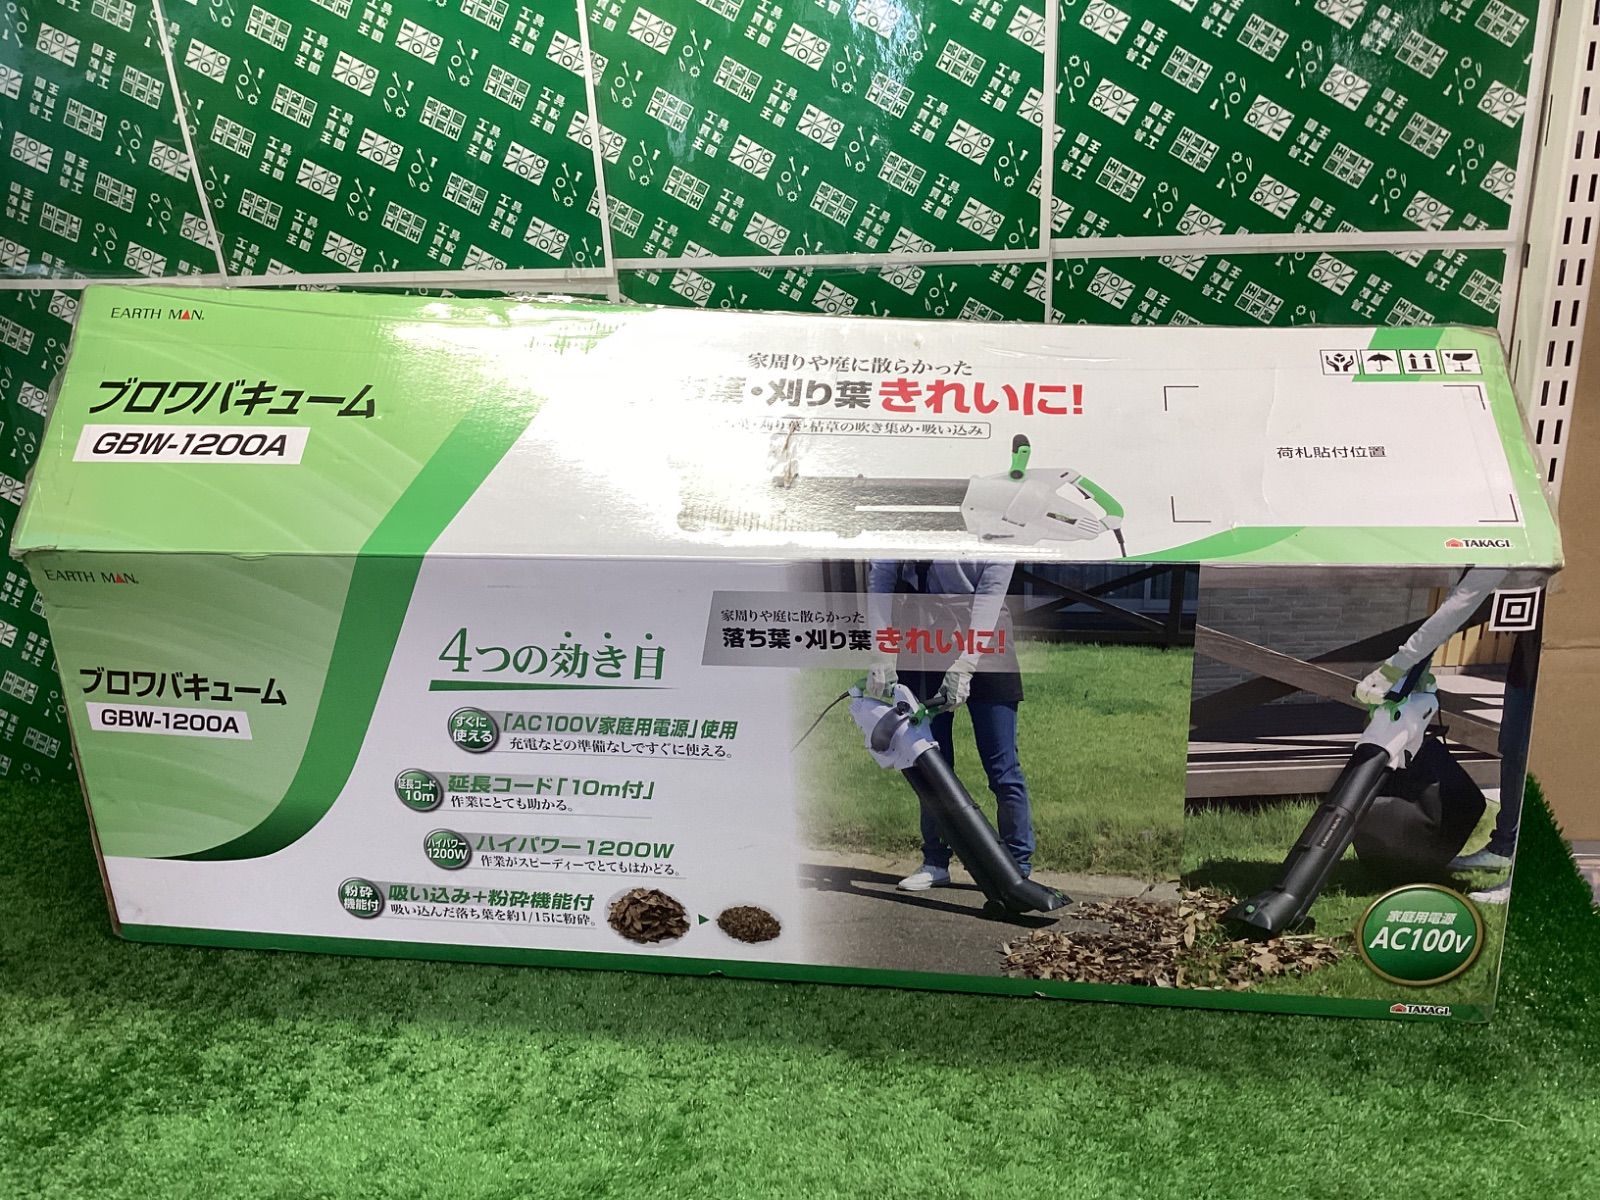 EARTH MAN.
ブロワバキューム
GBW-1200A
家周りや庭に散らかった
葉・刈り葉 きれいに!
刈り葉・枯草の吹き集め・吸い込み
荷札貼付位置
TAKAGI
EARTH MAN.
ブロワバキューム
GBW-1200A
4つの効き目
すぐに使える
「AC100V家庭用電源」使用
充電などの準備なしですぐに使える。
延長コード
10m
延長コード「10m付」
作業にとても助かる。
ハイパワー
1200W
ハイパワー1200W
作業がスピーディーでとてもはかどる。
粉砕
機能付
吸い込み+粉砕機能付
吸い込んだ落ち葉を約1/15に粉砕。
家周りや庭に散らかった
落ち葉・刈り葉きれいに!
家庭用電源
AC100V
TAKAGI
工具買取王国